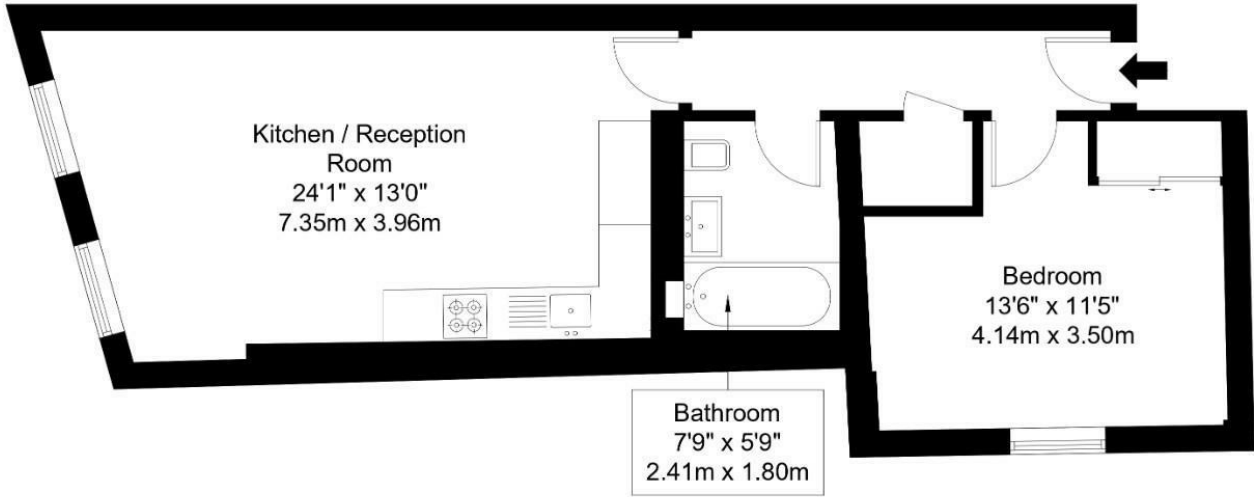 Kitchen / Reception
Room
24'1" x 13'0"
7.35m x 3.96m
Bedroom
13'6" x 11'5"
4.14m x 3.50m
Bathroom
7'9" x 5'9"
2.41m x 1.80m